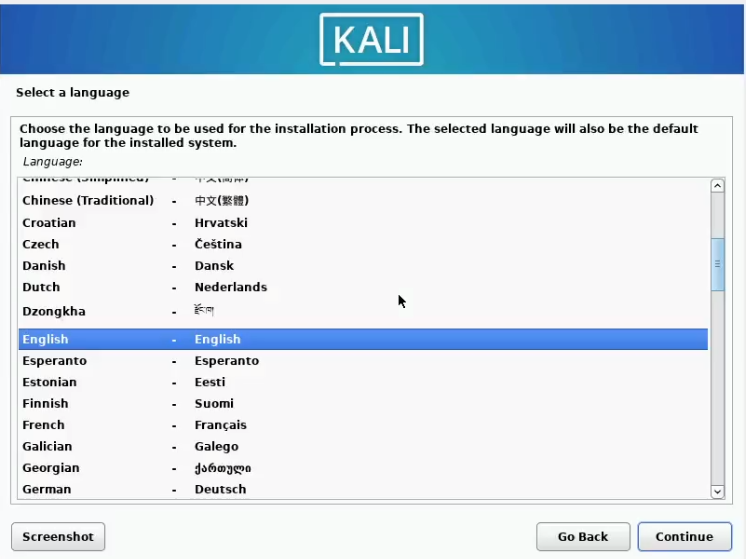 KALI
Select a language
Choose the language to be used for the installation process. The selected language will also be the default
language for the installed system.
Language:
Chinese (Simplified) - 中文(简体)
Chinese (Traditional) - 中文(繁體)
Croatian - Hrvatski
Czech - Čeština
Danish - Dansk
Dutch - Nederlands
Dzongkha - རྫོང་ཁ།
English - English
Esperanto - Esperanto
Estonian - Eesti
Finnish - Suomi
French - Français
Galician - Galego
Georgian - ქართული
German - Deutsch
Screenshot Go Back Continue